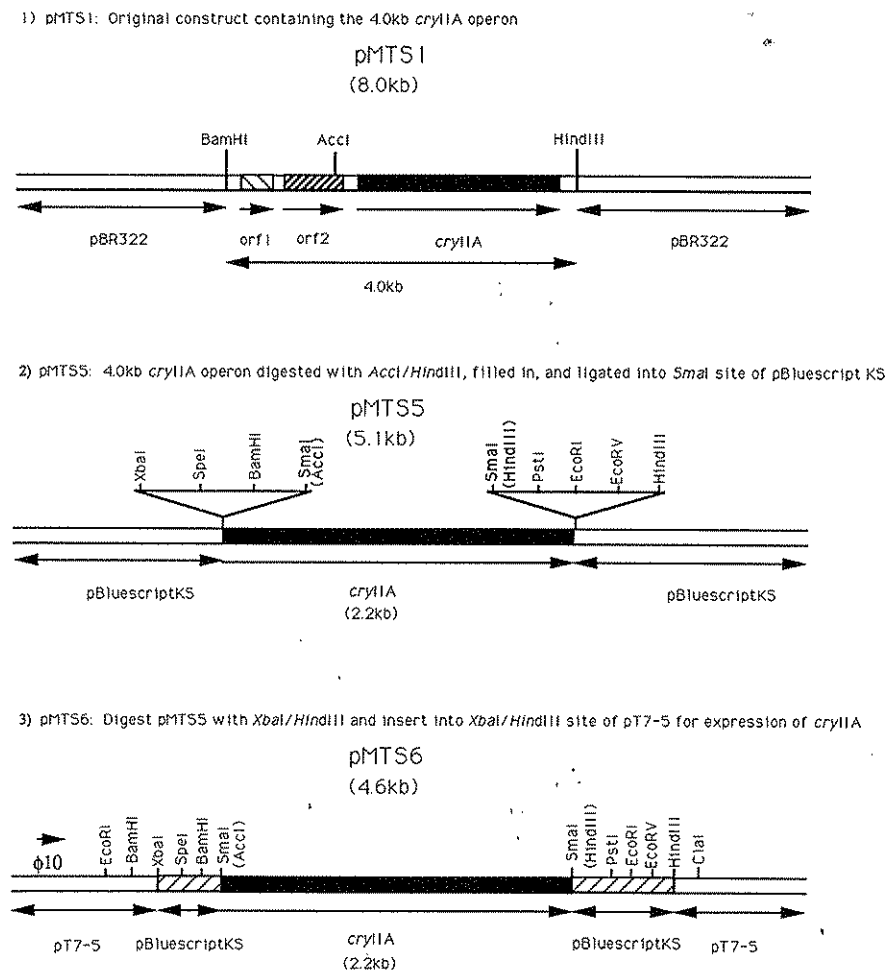 1) pMTS1: Original construct containing the 4.0kb cryIIA operon
pMTS1
(8.0kb)
BamHI AccI HindIII
pBR322 orf1 orf2 cryIIA pBR322
4.0kb
2) pMTS5: 4.0kb cryIIA operon digested with AccI/HindIII, filled in, and ligated into SmaI site of pBluescript KS
pMTS5
(5.1kb)
XbaI SpeI BamHI SmaI (AccI) SmaI (HindIII) PstI EcoRI EcoRV HindIII
pBluescriptKS cryIIA pBluescriptKS
(2.2kb)
3) pMTS6: Digest pMTS5 with XbaI/HindIII and insert into XbaI/HindIII site of pT7-5 for expression of cryIIA
pMTS6
(4.6kb)
ϕ10 EcoRI BamHI XbaI SpeI BamHI SmaI (AccI) SmaI (HindIII) PstI EcoRI EcoRV HindIII ClaI
pT7-5 pBluescriptKS cryIIA pBluescriptKS pT7-5
(2.2kb)